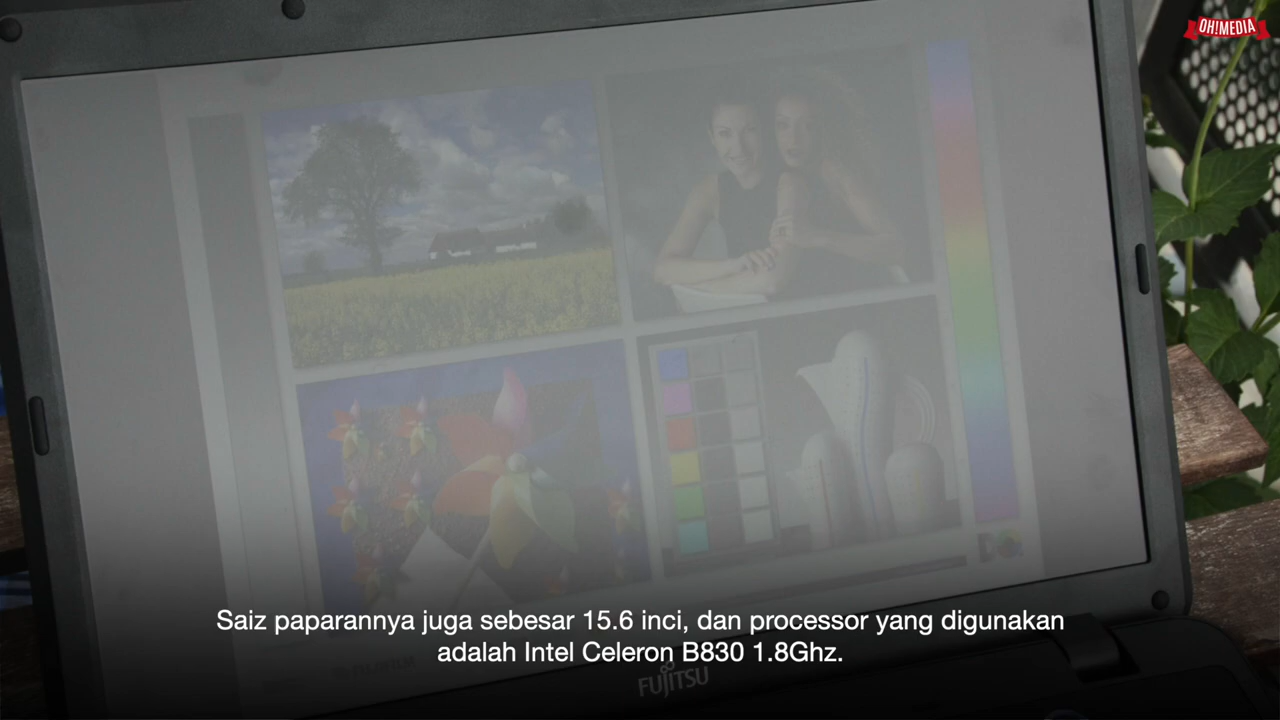 OH!MEDIA
Saiz paparannya juga sebesar 15.6 inci, dan processor yang digunakan
adalah Intel Celeron B830 1.8Ghz.
FUJITSU